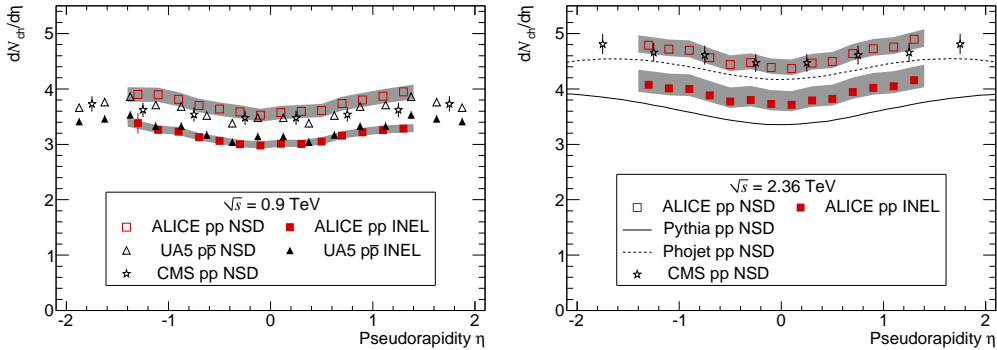 dN_ch/dη
5
4
3
2
1
0
√s = 0.9 TeV
ALICE pp NSD
ALICE pp INEL
UA5 pp̅ NSD
UA5 pp̅ INEL
CMS pp NSD
-2
-1
0
1
2
Pseudorapidity η
dN_ch/dη
5
4
3
2
1
0
√s = 2.36 TeV
ALICE pp NSD
ALICE pp INEL
Pythia pp NSD
Phojet pp NSD
CMS pp NSD
-2
-1
0
1
2
Pseudorapidity η